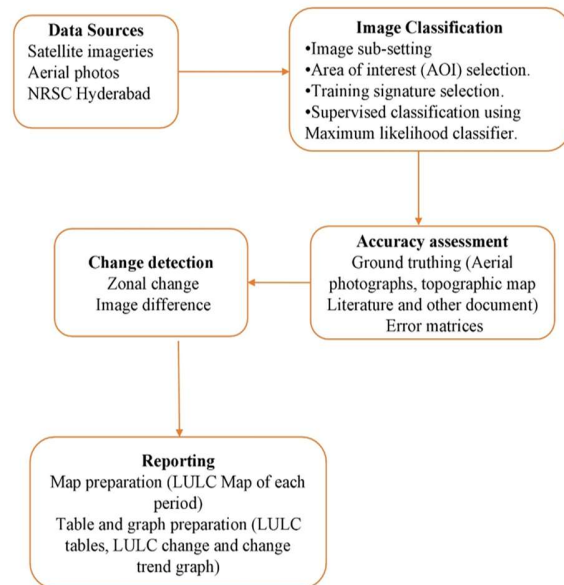 Data Sources
Satellite imageries
Aerial photos
NRSC Hyderabad
Image Classification
•Image sub-setting
•Area of interest (AOI) selection.
•Training signature selection.
•Supervised classification using
Maximum likelihood classifier.
Accuracy assessment
Ground truthing (Aerial
photographs, topographic map
Literature and other document)
Error matrices
Change detection
Zonal change
Image difference
Reporting
Map preparation (LULC Map of each
period)
Table and graph preparation (LULC
tables, LULC change and change
trend graph)